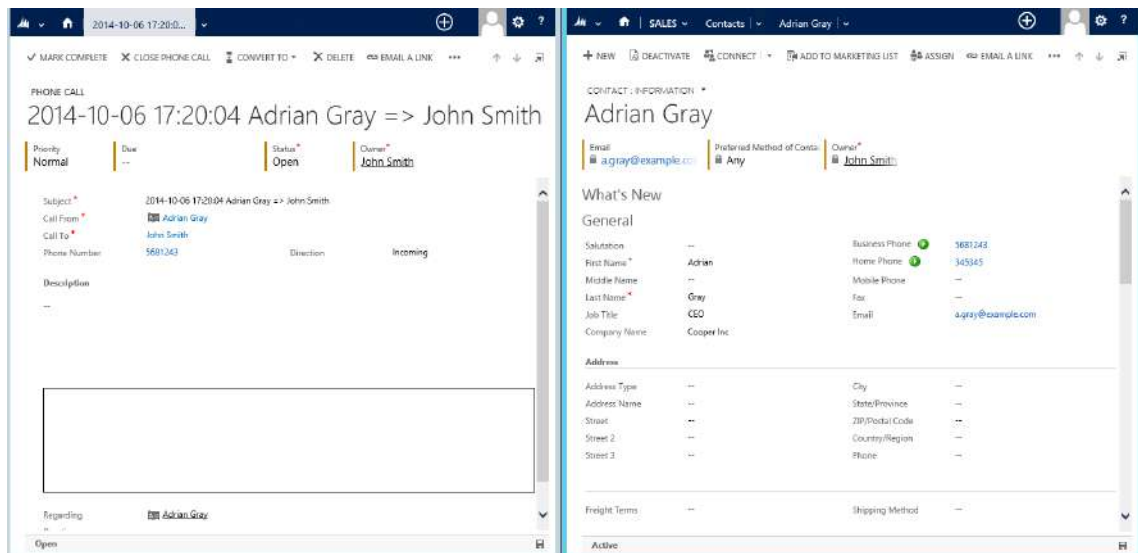 2014-10-06 17:20:0...
?
MARK COMPLETE CLOSE PHONE CALL CONVERT TO DELETE EMAIL A LINK ...
PHONE CALL
2014-10-06 17:20:04 Adrian Gray => John Smith
Priority Due Status* Owner*
Normal -- Open John Smith
Subject * 2014-10-06 17:20:04 Adrian Gray => John Smith
Call From * Adrian Gray
Call To * John Smith
Phone Number 5681243 Direction Incoming
Description
--
Regarding Adrian Gray
Open
SALES Contacts Adrian Gray ?
NEW DEACTIVATE CONNECT ADD TO MARKETING LIST ASSIGN EMAIL A LINK ...
CONTACT : INFORMATION
Adrian Gray
Email Preferred Method of Conta Owner*
a.gray@example.co Any John Smith
What's New
General
Salutation -- Business Phone 5681243
First Name * Adrian Home Phone 345345
Middle Name -- Mobile Phone --
Last Name * Gray Fax --
Job Title CEO Email a.gray@example.com
Company Name Cooper Inc
Address
Address Type -- City --
Address Name -- State/Province --
Street -- ZIP/Postal Code --
Street 2 -- Country/Region --
Street 3 -- Phone --
Freight Terms -- Shipping Method --
Active